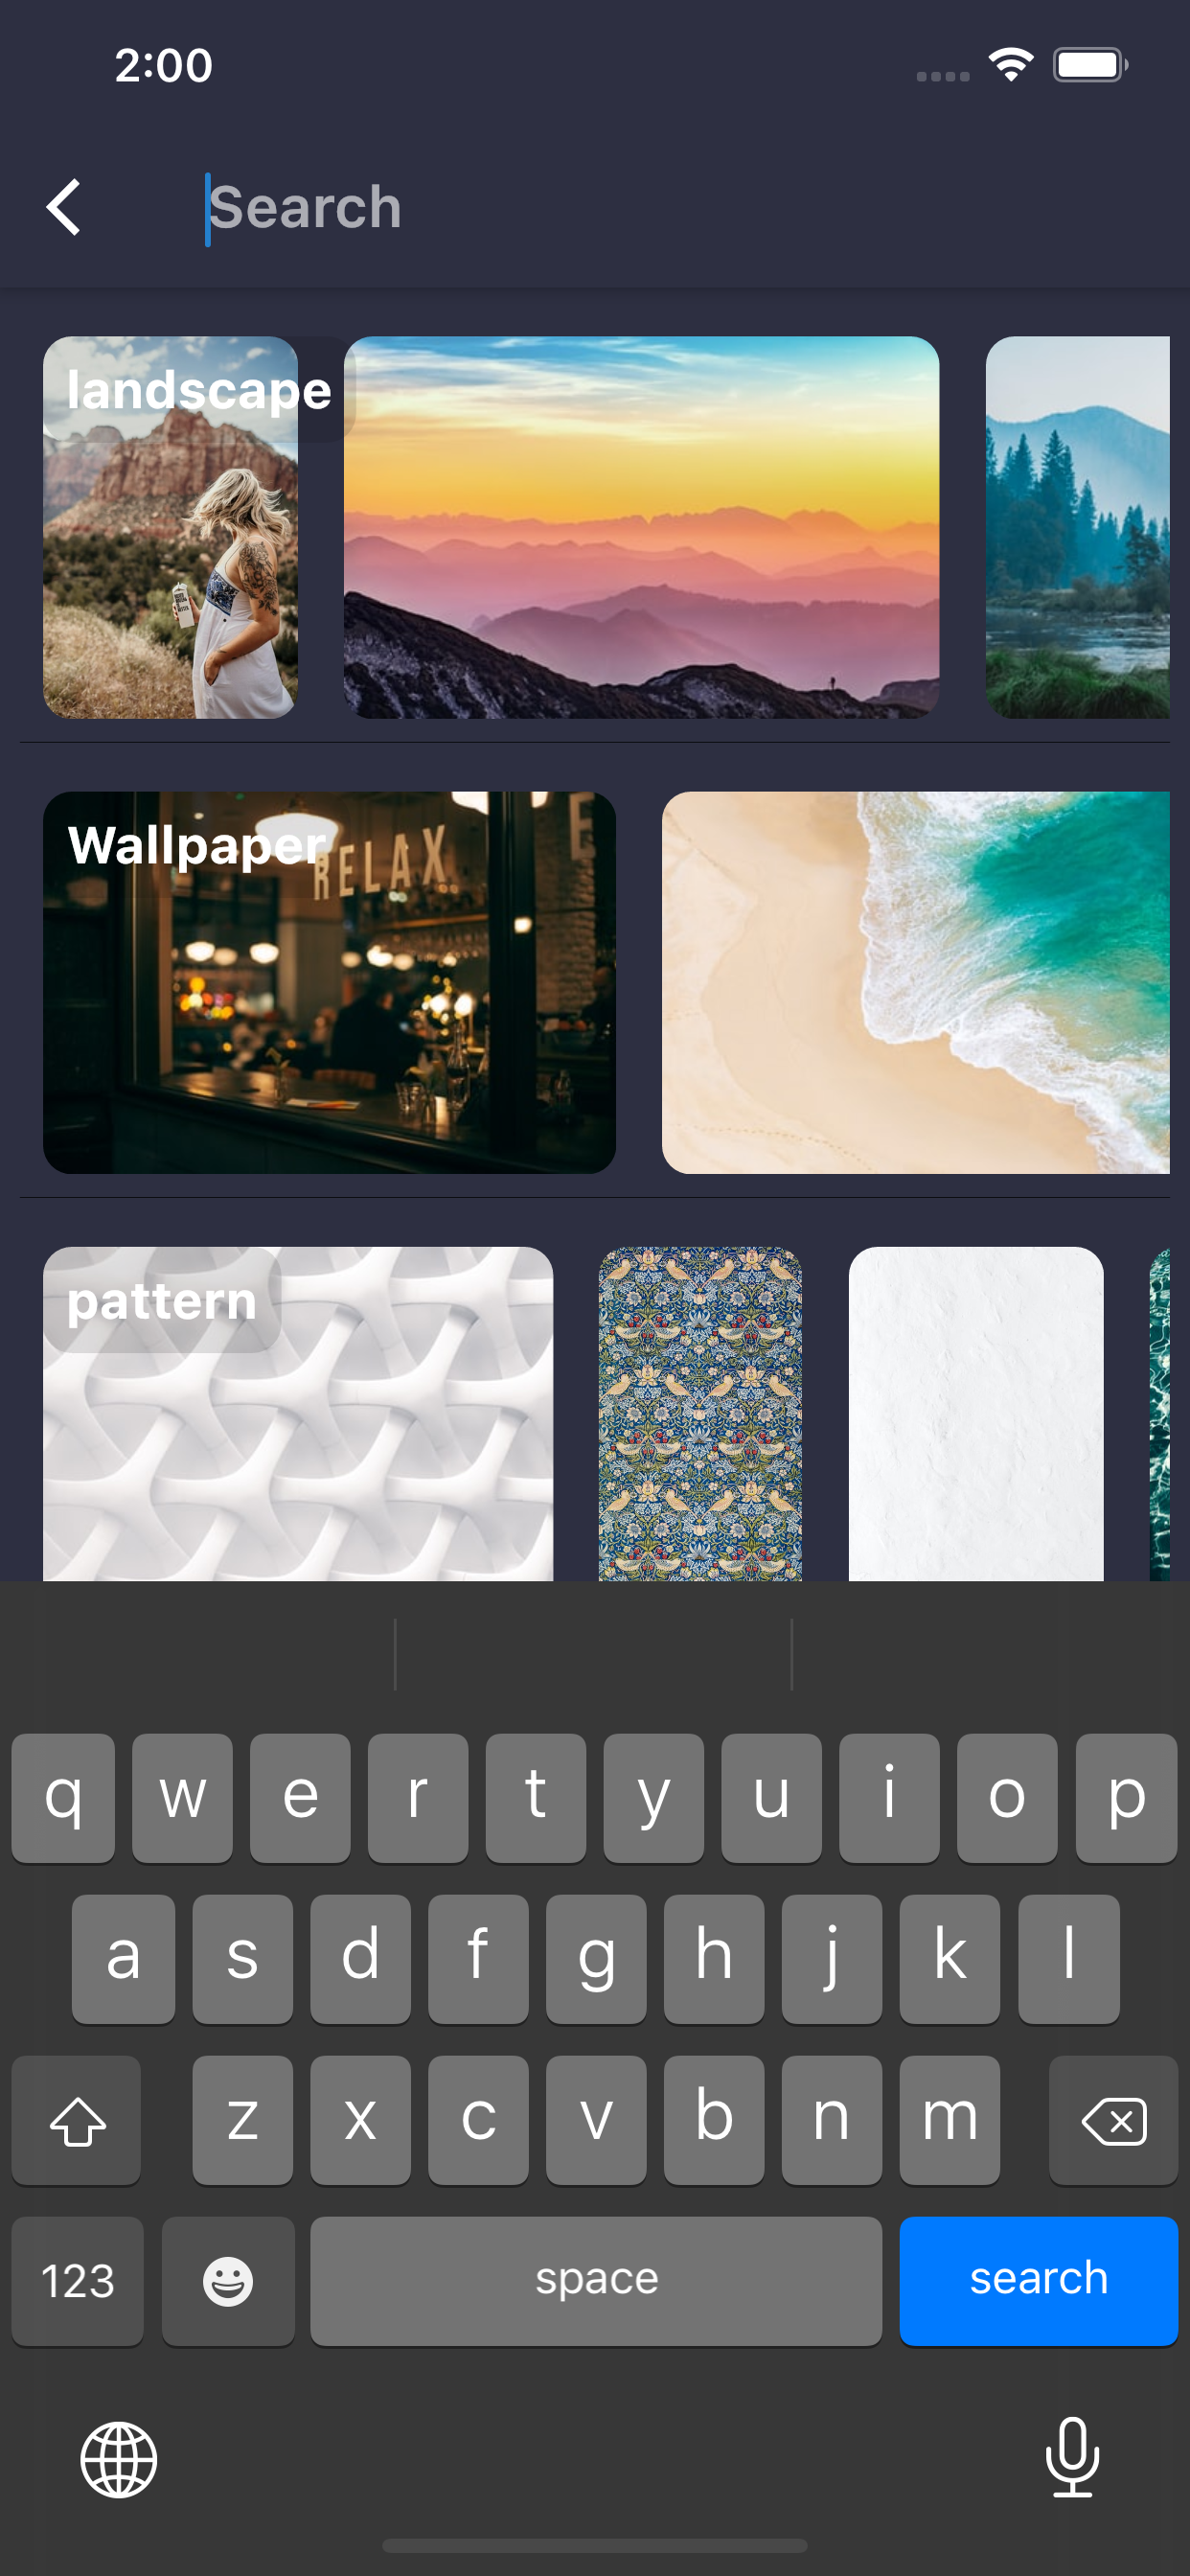 2:00
Search
landscape
Wallpaper
RELAX
E
pattern
q w e r t y u i o p
a s d f g h j k l
z x c v b n m
123 space search